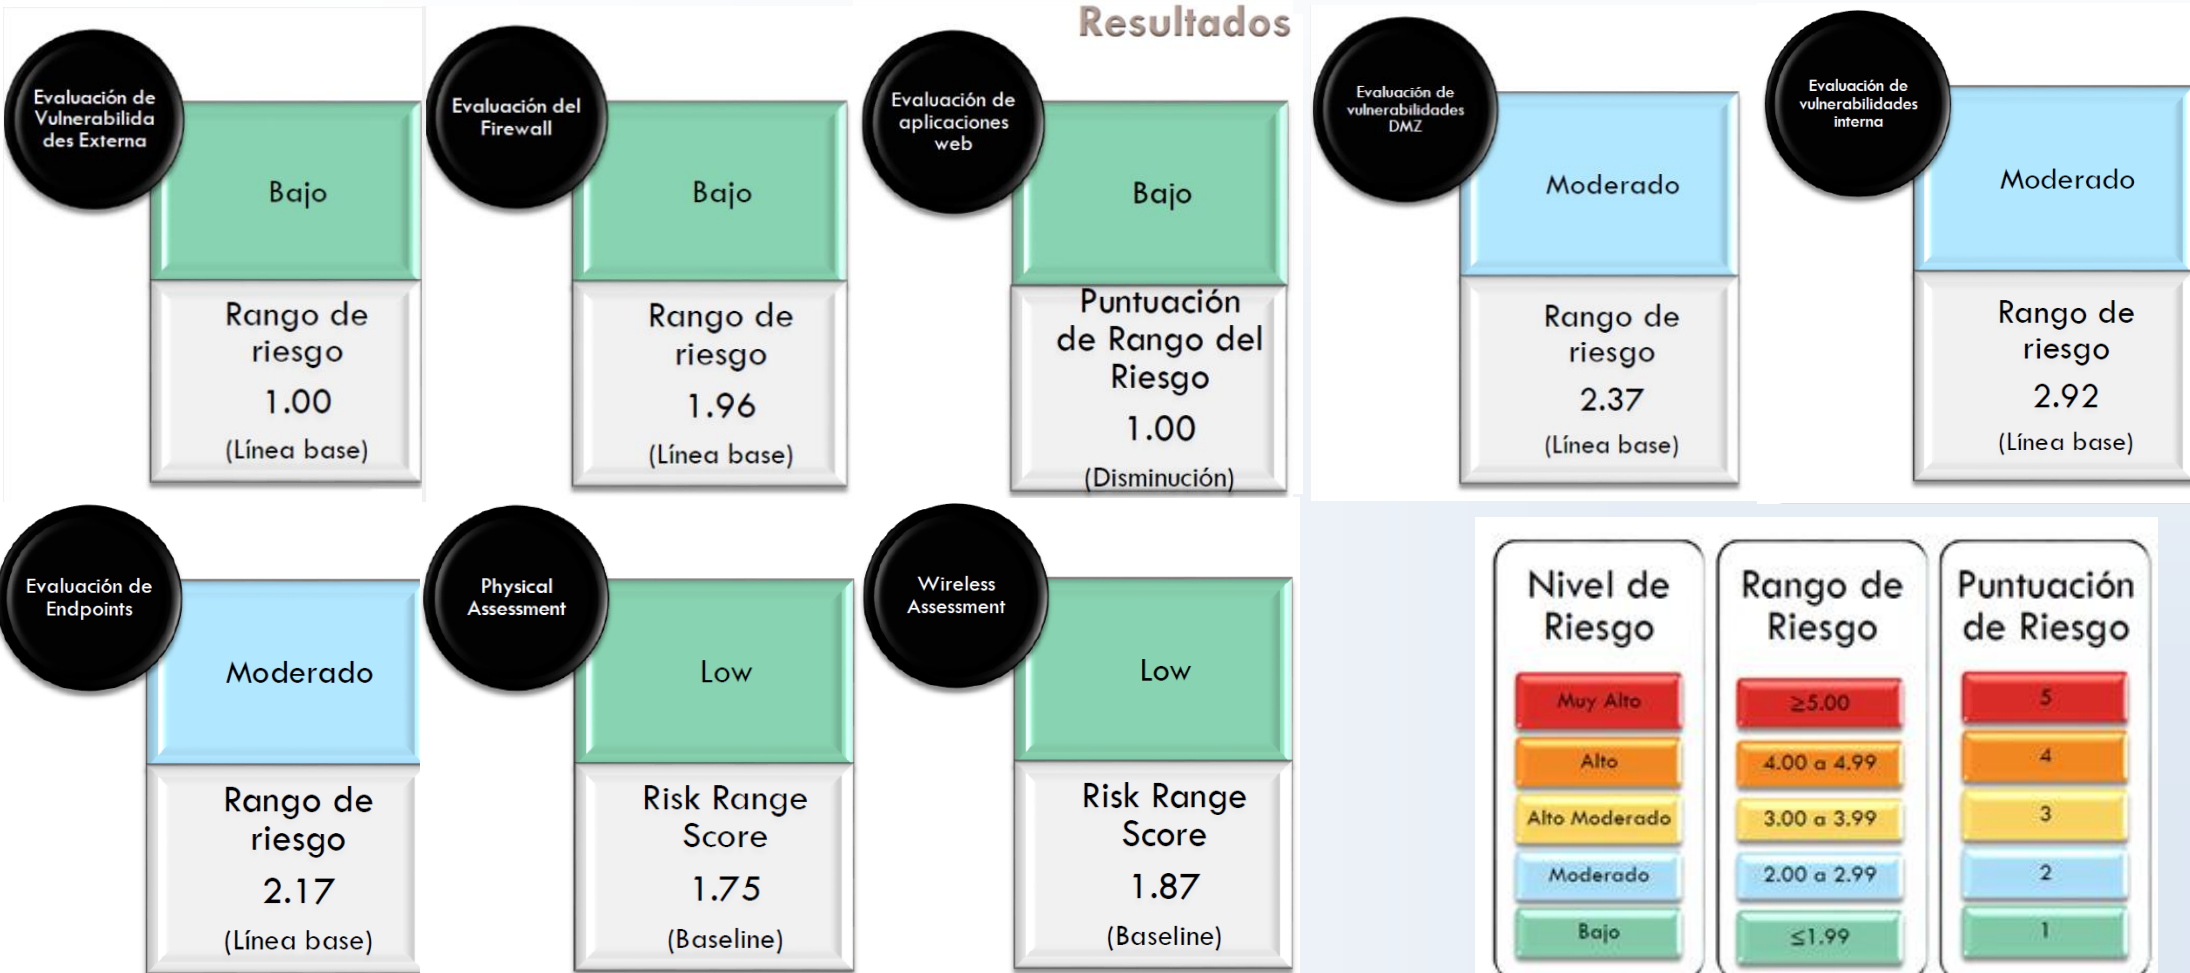 Resultados
Evaluación de
Vulnerabilida
des Externa
Bajo
Rango de
riesgo
1.00
(Línea base)
Evaluación del
Firewall
Bajo
Rango de
riesgo
1.96
(Línea base)
Evaluación de
aplicaciones
web
Bajo
Puntuación
de Rango del
Riesgo
1.00
(Disminución)
Evaluación de
vulnerabilidades
DMZ
Moderado
Rango de
riesgo
2.37
(Línea base)
Evaluación de
vulnerabilidades
interna
Moderado
Rango de
riesgo
2.92
(Línea base)
Evaluación de
Endpoints
Moderado
Rango de
riesgo
2.17
(Línea base)
Physical
Assessment
Low
Risk Range
Score
1.75
(Baseline)
Wireless
Assessment
Low
Risk Range
Score
1.87
(Baseline)
Nivel de
Riesgo
Muy Alto
Alto
Alto Moderado
Moderado
Bajo
Rango de
Riesgo
≥5.00
4.00 a 4.99
3.00 a 3.99
2.00 a 2.99
≤1.99
Puntuación
de Riesgo
5
4
3
2
1